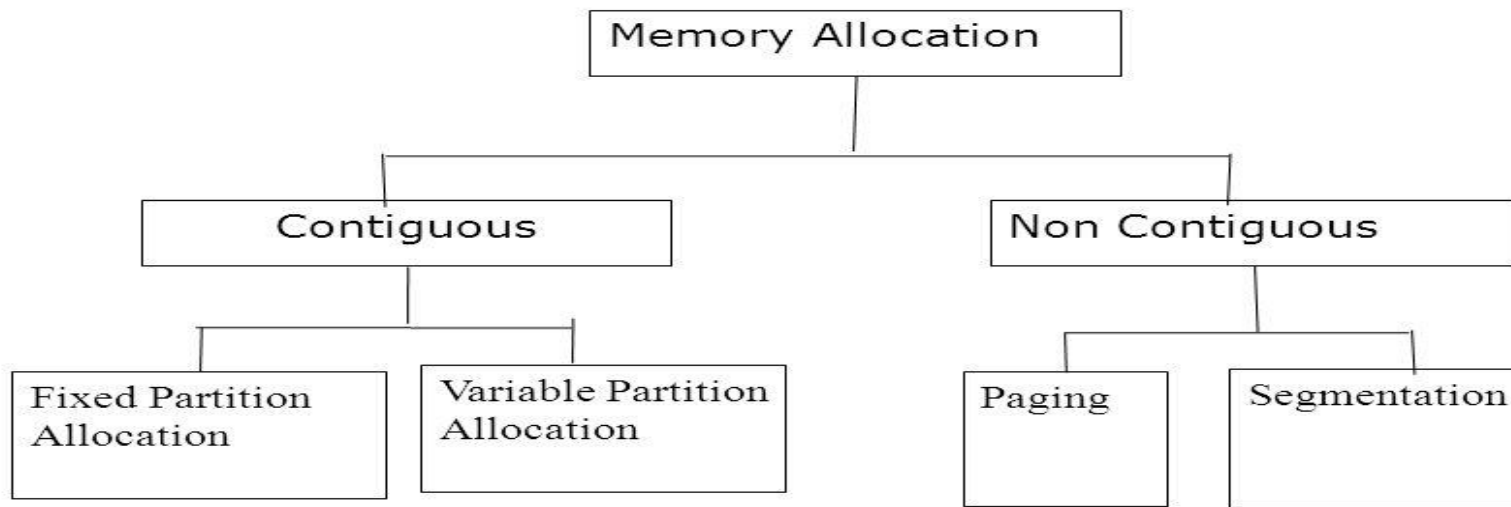 Memory Allocation
Contiguous
Non Contiguous
Fixed Partition
Allocation
Variable Partition
Allocation
Paging
Segmentation